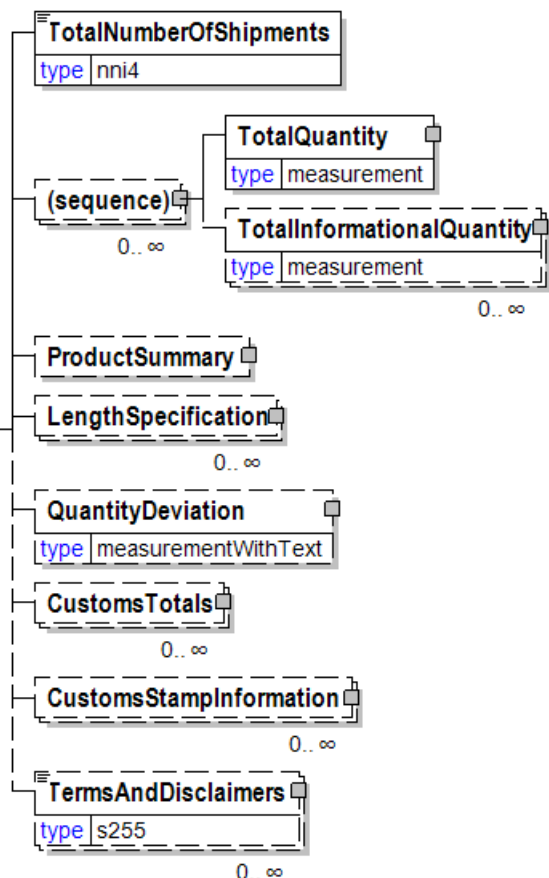 TotalNumberOfShipments
type nni4
TotalQuantity
type measurement
(sequence)
0.. ∞
TotalInformationalQuantity
type measurement
0.. ∞
ProductSummary
LengthSpecification
0.. ∞
QuantityDeviation
type measurementWithText
CustomsTotals
0.. ∞
CustomsStampInformation
0.. ∞
TermsAndDisclaimers
type s255
0.. ∞